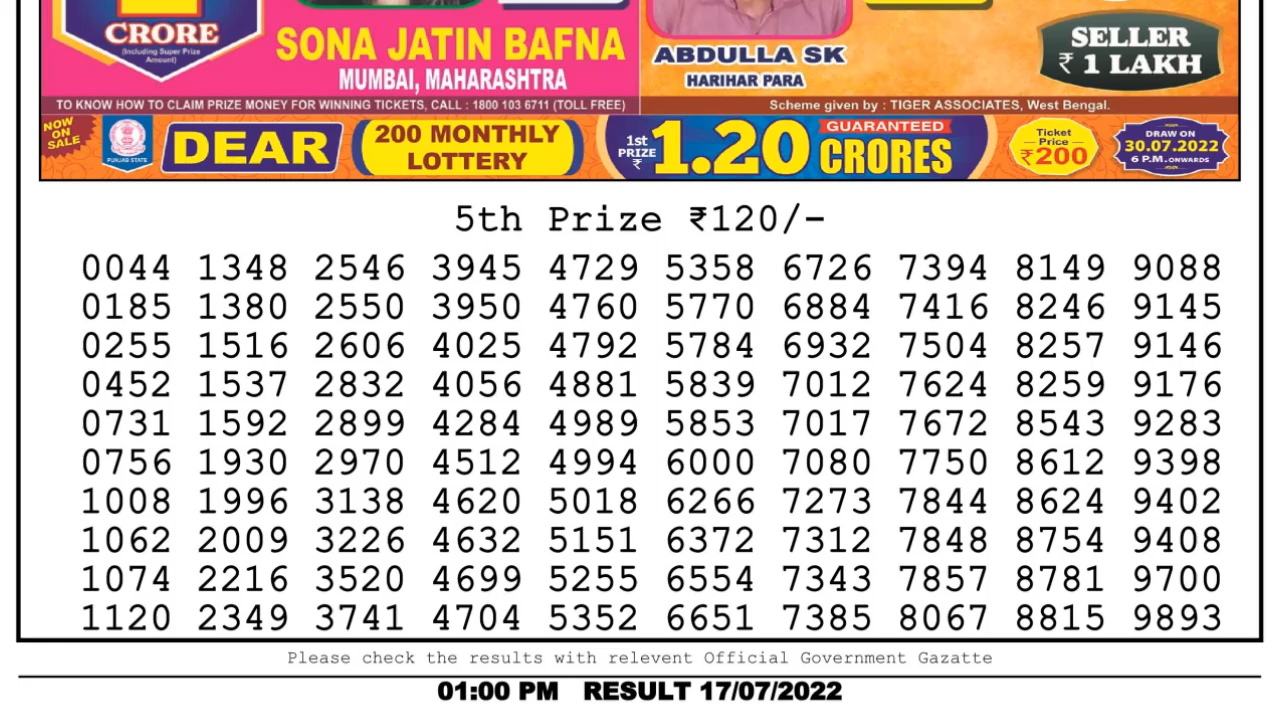 CRORE
(Including Super Prize
Amount)
SONA JATIN BAFNA
MUMBAI, MAHARASHTRA
ABDULLA SK
HARIHAR PARA
SELLER
₹ 1 LAKH
TO KNOW HOW TO CLAIM PRIZE MONEY FOR WINNING TICKETS, CALL : 1800 103 6711 (TOLL FREE)
Scheme given by : TIGER ASSOCIATES, West Bengal.
NOW
ON
SALE
PUNJAB STATE
DEAR
200 MONTHLY
LOTTERY
1st
PRIZE
₹
1.20
GUARANTEED
CRORES
Ticket
Price
₹200
DRAW ON
30.07.2022
6 P.M. ONWARDS
5th Prize ₹120/-
0044 1348 2546 3945 4729 5358 6726 7394 8149 9088
0185 1380 2550 3950 4760 5770 6884 7416 8246 9145
0255 1516 2606 4025 4792 5784 6932 7504 8257 9146
0452 1537 2832 4056 4881 5839 7012 7624 8259 9176
0731 1592 2899 4284 4989 5853 7017 7672 8543 9283
0756 1930 2970 4512 4994 6000 7080 7750 8612 9398
1008 1996 3138 4620 5018 6266 7273 7844 8624 9402
1062 2009 3226 4632 5151 6372 7312 7848 8754 9408
1074 2216 3520 4699 5255 6554 7343 7857 8781 9700
1120 2349 3741 4704 5352 6651 7385 8067 8815 9893
Please check the results with relevent Official Government Gazatte
01:00 PM RESULT 17/07/2022